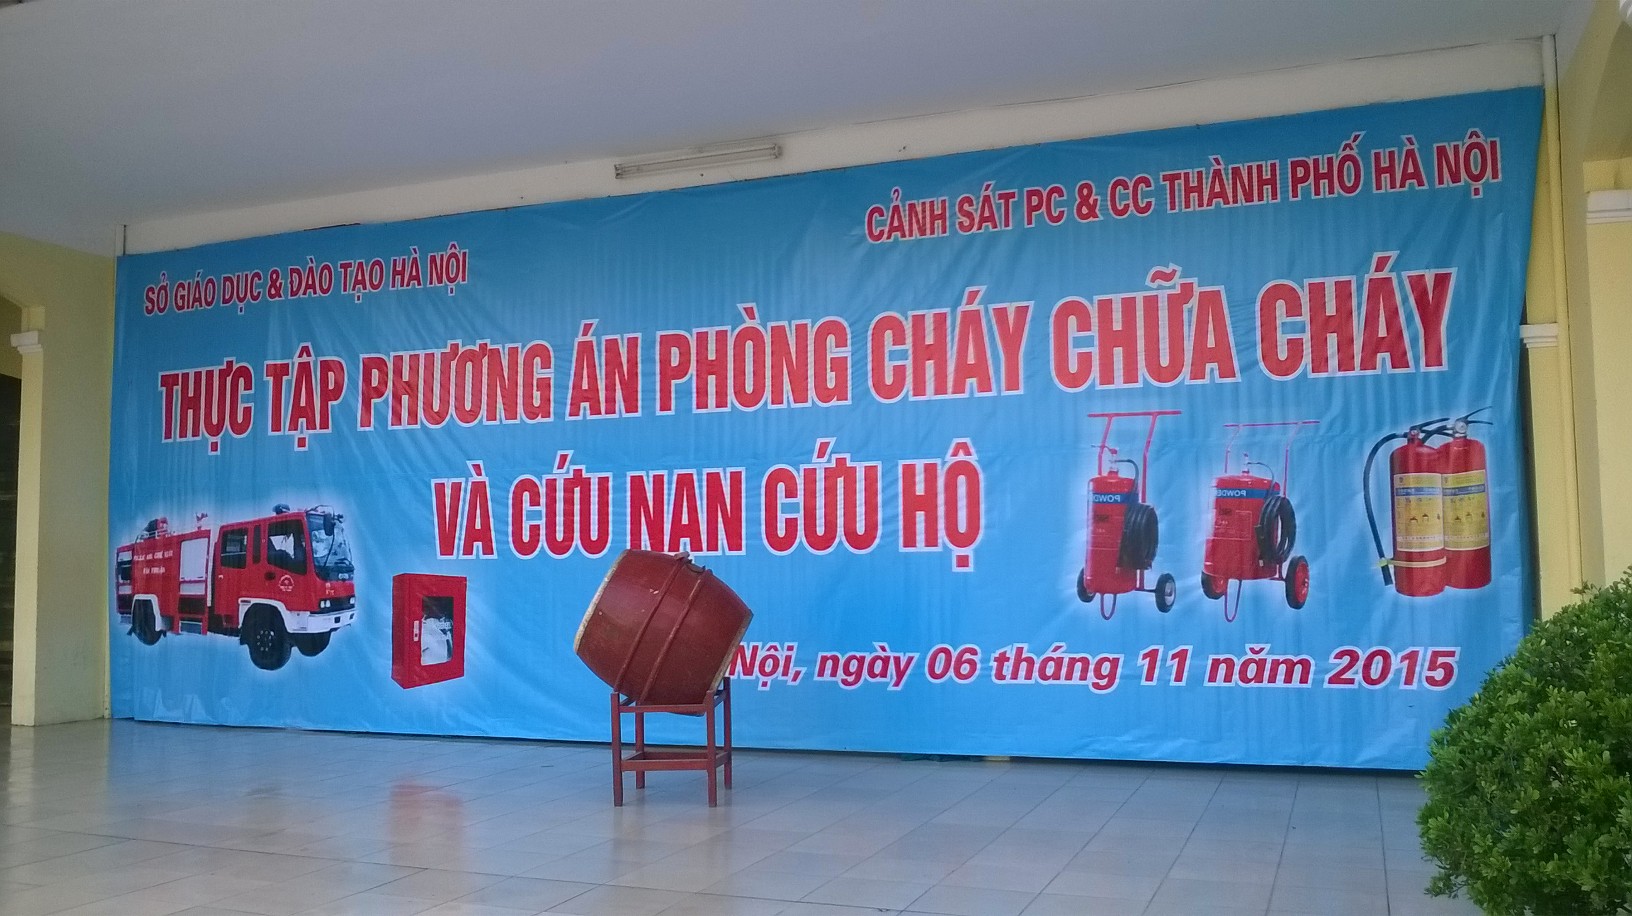 SỞ GIÁO DỤC & ĐÀO TẠO HÀ NỘI
CẢNH SÁT PC & CC THÀNH PHỐ HÀ NỘI
THỰC TẬP PHƯƠNG ÁN PHÒNG CHÁY CHỮA CHÁY
VÀ CỨU NẠN CỨU HỘ
Nội, ngày 06 tháng 11 năm 2015